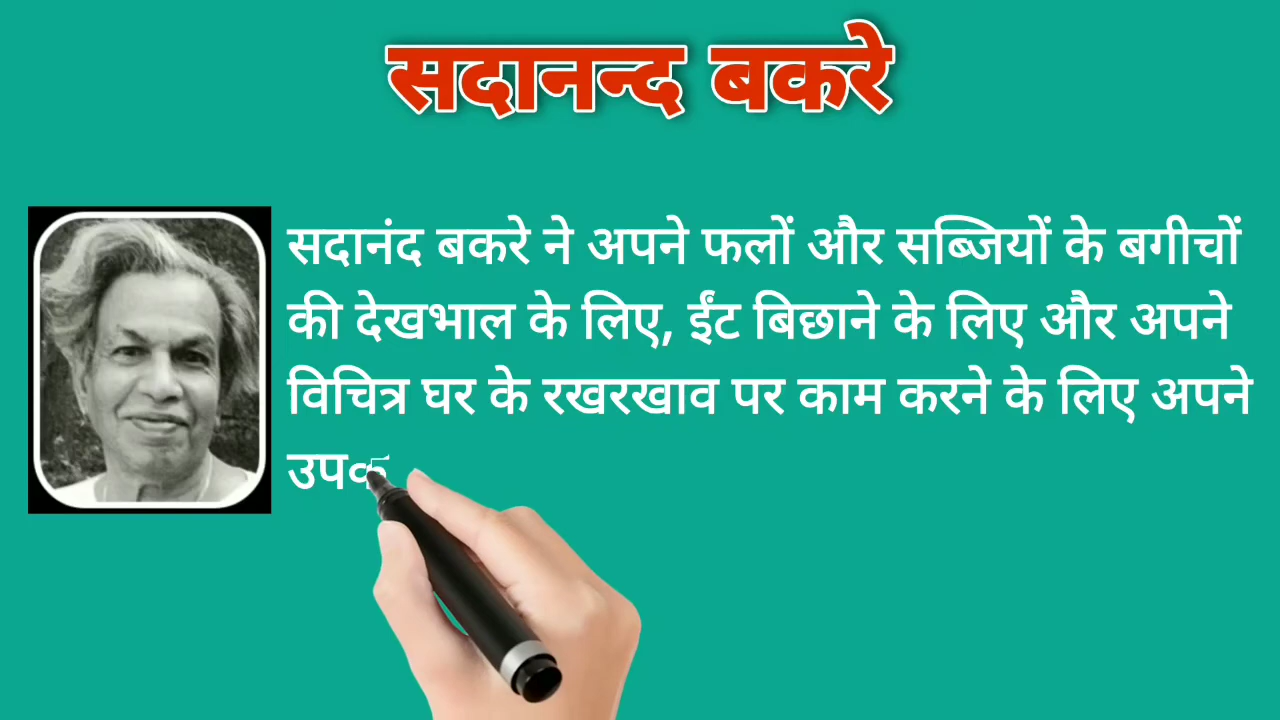 सदानन्द बकरे
सदानंद बकरे ने अपने फलों और सब्जियों के बगीचों
की देखभाल के लिए, ईंट बिछाने के लिए और अपने
विचित्र घर के रखरखाव पर काम करने के लिए अपने